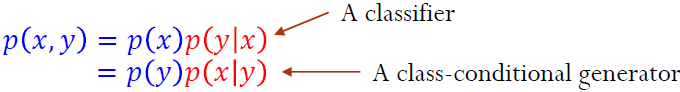 A classifier
p(x, y) = p(x)p(y|x)
= p(y)p(x|y)
A class-conditional generator